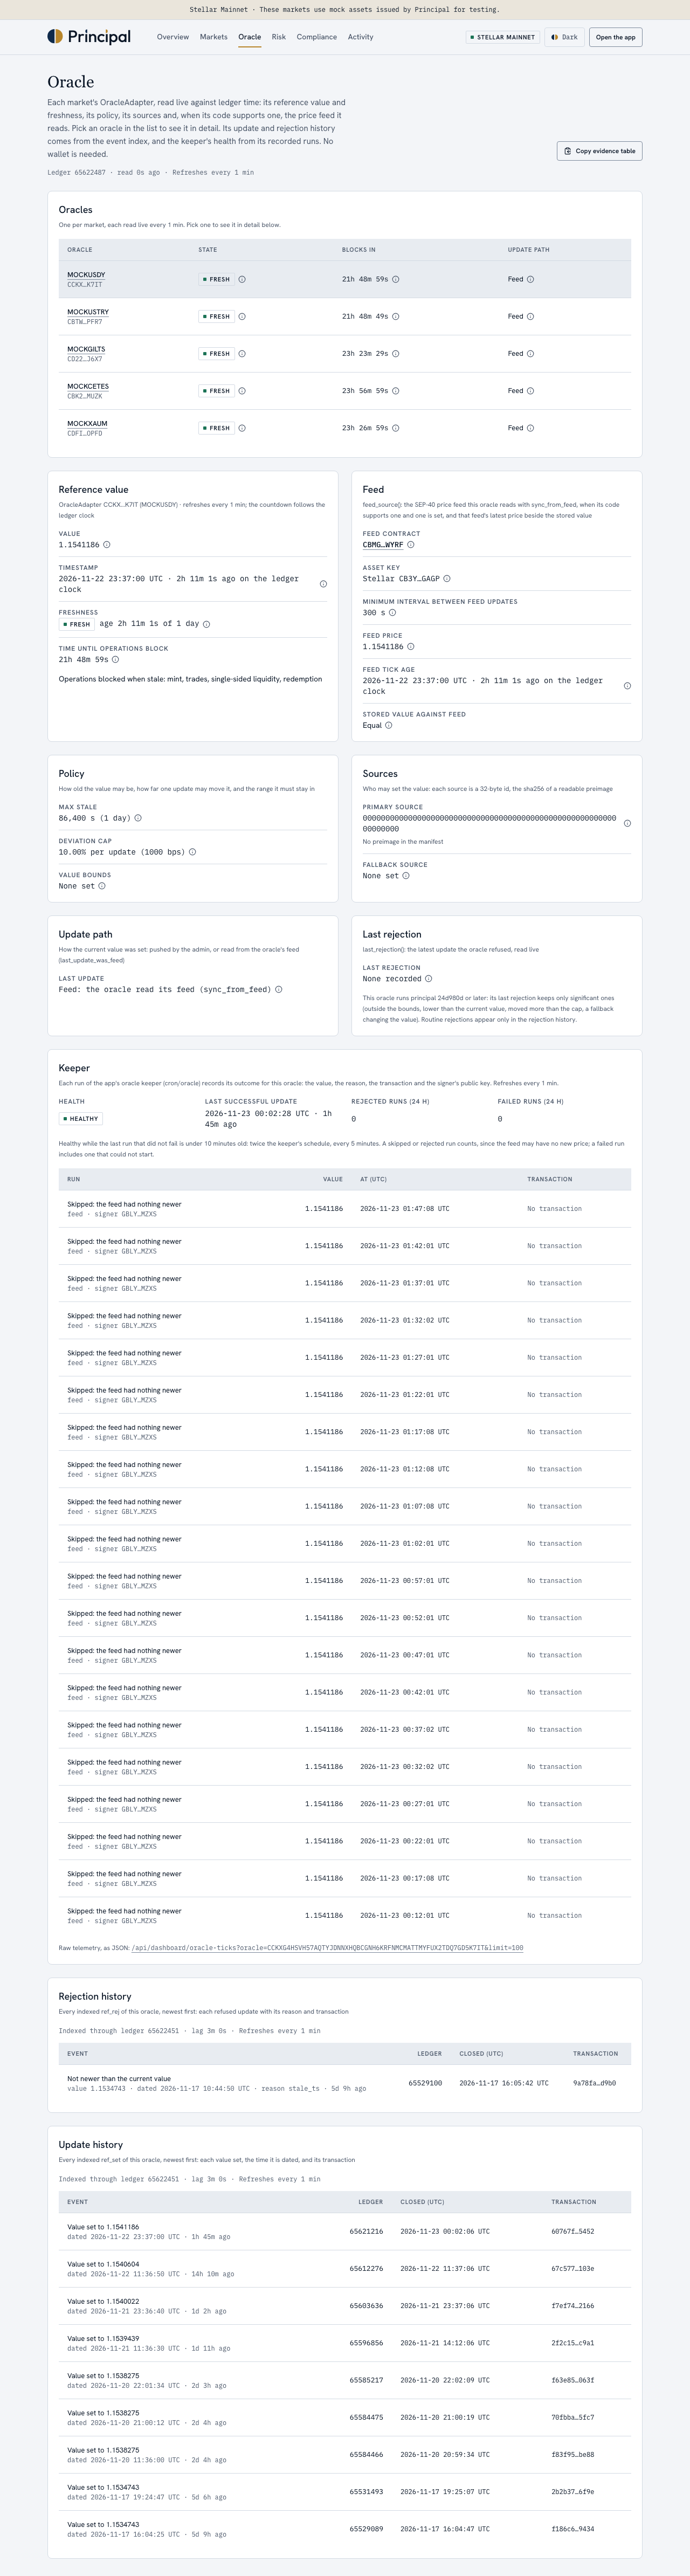 Stellar Mainnet · These markets use mock assets issued by Principal for testing.
Principal
Overview Markets Oracle Risk Compliance Activity
STELLAR MAINNET Dark Open the app
Oracle
Each market's OracleAdapter, read live against ledger time: its reference value and
freshness, its policy, its sources and, when its code supports one, the price feed it
reads. Pick an oracle in the list to see it in detail. Its update and rejection history
comes from the event index, and the keeper's health from its recorded runs. No
wallet is needed.
Copy evidence table
Ledger 65622487 · read 0s ago · Refreshes every 1 min
Oracles
One per market, each read live every 1 min. Pick one to see it in detail below.
ORACLE STATE BLOCKS IN UPDATE PATH
MOCKUSDY
CCKX…K7IT
FRESH 21h 48m 59s Feed
MOCKUSTRY
CBTW…PFR7
FRESH 21h 48m 49s Feed
MOCKGILTS
CD22…J6X7
FRESH 23h 23m 29s Feed
MOCKCETES
CBK2…MUZK
FRESH 23h 56m 59s Feed
MOCKXAUM
CDFI…OPFD
FRESH 23h 26m 59s Feed
Reference value
OracleAdapter CCKX…K7IT (MOCKUSDY) · refreshes every 1 min; the countdown follows the
ledger clock
VALUE
1.1541186
TIMESTAMP
2026-11-22 23:37:00 UTC · 2h 11m 1s ago on the ledger
clock
FRESHNESS
FRESH age 2h 11m 1s of 1 day
TIME UNTIL OPERATIONS BLOCK
21h 48m 59s
Operations blocked when stale: mint, trades, single-sided liquidity, redemption
Feed
feed_source(): the SEP-40 price feed this oracle reads with sync_from_feed, when its code
supports one and one is set, and that feed's latest price beside the stored value
FEED CONTRACT
CBMG…WYRF
ASSET KEY
Stellar CB3Y…GAGP
MINIMUM INTERVAL BETWEEN FEED UPDATES
300 s
FEED PRICE
1.1541186
FEED TICK AGE
2026-11-22 23:37:00 UTC · 2h 11m 1s ago on the ledger
clock
STORED VALUE AGAINST FEED
Equal
Policy
How old the value may be, how far one update may move it, and the range it must stay in
MAX STALE
86,400 s (1 day)
DEVIATION CAP
10.00% per update (1000 bps)
VALUE BOUNDS
None set
Sources
Who may set the value: each source is a 32-byte id, the sha256 of a readable preimage
PRIMARY SOURCE
00000000000000000000000000000000000000000000000000000000
00000000
No preimage in the manifest
FALLBACK SOURCE
None set
Update path
How the current value was set: pushed by the admin, or read from the oracle's feed
(last_update_was_feed)
LAST UPDATE
Feed: the oracle read its feed (sync_from_feed)
Last rejection
last_rejection(): the latest update the oracle refused, read live
LAST REJECTION
None recorded
This oracle runs principal 24d980d or later: its last rejection keeps only significant ones
(outside the bounds, lower than the current value, moved more than the cap, a fallback
changing the value). Routine rejections appear only in the rejection history.
Keeper
Each run of the app's oracle keeper (cron/oracle) records its outcome for this oracle: the value, the reason, the transaction and the signer's public key. Refreshes every 1 min.
HEALTH LAST SUCCESSFUL UPDATE REJECTED RUNS (24 H) FAILED RUNS (24 H)
HEALTHY 2026-11-23 00:02:28 UTC · 1h
45m ago
0 0
Healthy while the last run that did not fail is under 10 minutes old: twice the keeper's schedule, every 5 minutes. A skipped or rejected run counts, since the feed may have no new price; a failed run
includes one that could not start.
RUN VALUE AT (UTC) TRANSACTION
Skipped: the feed had nothing newer
feed · signer GBLY…MZXS
1.1541186 2026-11-23 01:47:08 UTC No transaction
Skipped: the feed had nothing newer
feed · signer GBLY…MZXS
1.1541186 2026-11-23 01:42:01 UTC No transaction
Skipped: the feed had nothing newer
feed · signer GBLY…MZXS
1.1541186 2026-11-23 01:37:01 UTC No transaction
Skipped: the feed had nothing newer
feed · signer GBLY…MZXS
1.1541186 2026-11-23 01:32:02 UTC No transaction
Skipped: the feed had nothing newer
feed · signer GBLY…MZXS
1.1541186 2026-11-23 01:27:01 UTC No transaction
Skipped: the feed had nothing newer
feed · signer GBLY…MZXS
1.1541186 2026-11-23 01:22:01 UTC No transaction
Skipped: the feed had nothing newer
feed · signer GBLY…MZXS
1.1541186 2026-11-23 01:17:08 UTC No transaction
Skipped: the feed had nothing newer
feed · signer GBLY…MZXS
1.1541186 2026-11-23 01:12:08 UTC No transaction
Skipped: the feed had nothing newer
feed · signer GBLY…MZXS
1.1541186 2026-11-23 01:07:08 UTC No transaction
Skipped: the feed had nothing newer
feed · signer GBLY…MZXS
1.1541186 2026-11-23 01:02:01 UTC No transaction
Skipped: the feed had nothing newer
feed · signer GBLY…MZXS
1.1541186 2026-11-23 00:57:01 UTC No transaction
Skipped: the feed had nothing newer
feed · signer GBLY…MZXS
1.1541186 2026-11-23 00:52:01 UTC No transaction
Skipped: the feed had nothing newer
feed · signer GBLY…MZXS
1.1541186 2026-11-23 00:47:01 UTC No transaction
Skipped: the feed had nothing newer
feed · signer GBLY…MZXS
1.1541186 2026-11-23 00:42:01 UTC No transaction
Skipped: the feed had nothing newer
feed · signer GBLY…MZXS
1.1541186 2026-11-23 00:37:02 UTC No transaction
Skipped: the feed had nothing newer
feed · signer GBLY…MZXS
1.1541186 2026-11-23 00:32:02 UTC No transaction
Skipped: the feed had nothing newer
feed · signer GBLY…MZXS
1.1541186 2026-11-23 00:27:01 UTC No transaction
Skipped: the feed had nothing newer
feed · signer GBLY…MZXS
1.1541186 2026-11-23 00:22:01 UTC No transaction
Skipped: the feed had nothing newer
feed · signer GBLY…MZXS
1.1541186 2026-11-23 00:17:08 UTC No transaction
Skipped: the feed had nothing newer
feed · signer GBLY…MZXS
1.1541186 2026-11-23 00:12:01 UTC No transaction
Raw telemetry, as JSON: /api/dashboard/oracle-ticks?oracle=CCKXG4HSVHS7AQTYJDNNXHQBCGNH6KRFNMCMATTMYFUX2TDQ7GDSK7IT&limit=100
Rejection history
Every indexed ref_rej of this oracle, newest first: each refused update with its reason and transaction
Indexed through ledger 65622451 · lag 3m 0s · Refreshes every 1 min
EVENT LEDGER CLOSED (UTC) TRANSACTION
Not newer than the current value
value 1.1534743 · dated 2026-11-17 10:44:50 UTC · reason stale_ts · 5d 9h ago
65529100 2026-11-17 16:05:42 UTC 9a78fa…d9b0
Update history
Every indexed ref_set of this oracle, newest first: each value set, the time it is dated, and its transaction
Indexed through ledger 65622451 · lag 3m 0s · Refreshes every 1 min
EVENT LEDGER CLOSED (UTC) TRANSACTION
Value set to 1.1541186
dated 2026-11-22 23:37:00 UTC · 1h 45m ago
65621216 2026-11-23 00:02:06 UTC 60767f…5452
Value set to 1.1540604
dated 2026-11-22 11:36:50 UTC · 14h 10m ago
65612276 2026-11-22 11:37:06 UTC 67c577…103e
Value set to 1.1540022
dated 2026-11-21 23:36:40 UTC · 1d 2h ago
65603636 2026-11-21 23:37:06 UTC f7ef74…2166
Value set to 1.1539439
dated 2026-11-21 11:36:30 UTC · 1d 11h ago
65596856 2026-11-21 14:12:06 UTC 2f2c15…c9a1
Value set to 1.1538275
dated 2026-11-20 22:01:34 UTC · 2d 3h ago
65585217 2026-11-20 22:02:09 UTC f63e85…063f
Value set to 1.1538275
dated 2026-11-20 21:00:12 UTC · 2d 4h ago
65584475 2026-11-20 21:00:19 UTC 70fbba…5fc7
Value set to 1.1538275
dated 2026-11-20 11:36:00 UTC · 2d 4h ago
65584466 2026-11-20 20:59:34 UTC f83f95…be88
Value set to 1.1534743
dated 2026-11-17 19:24:47 UTC · 5d 6h ago
65531493 2026-11-17 19:25:07 UTC 2b2b37…6f9e
Value set to 1.1534743
dated 2026-11-17 16:04:25 UTC · 5d 9h ago
65529089 2026-11-17 16:04:47 UTC f186c6…9434